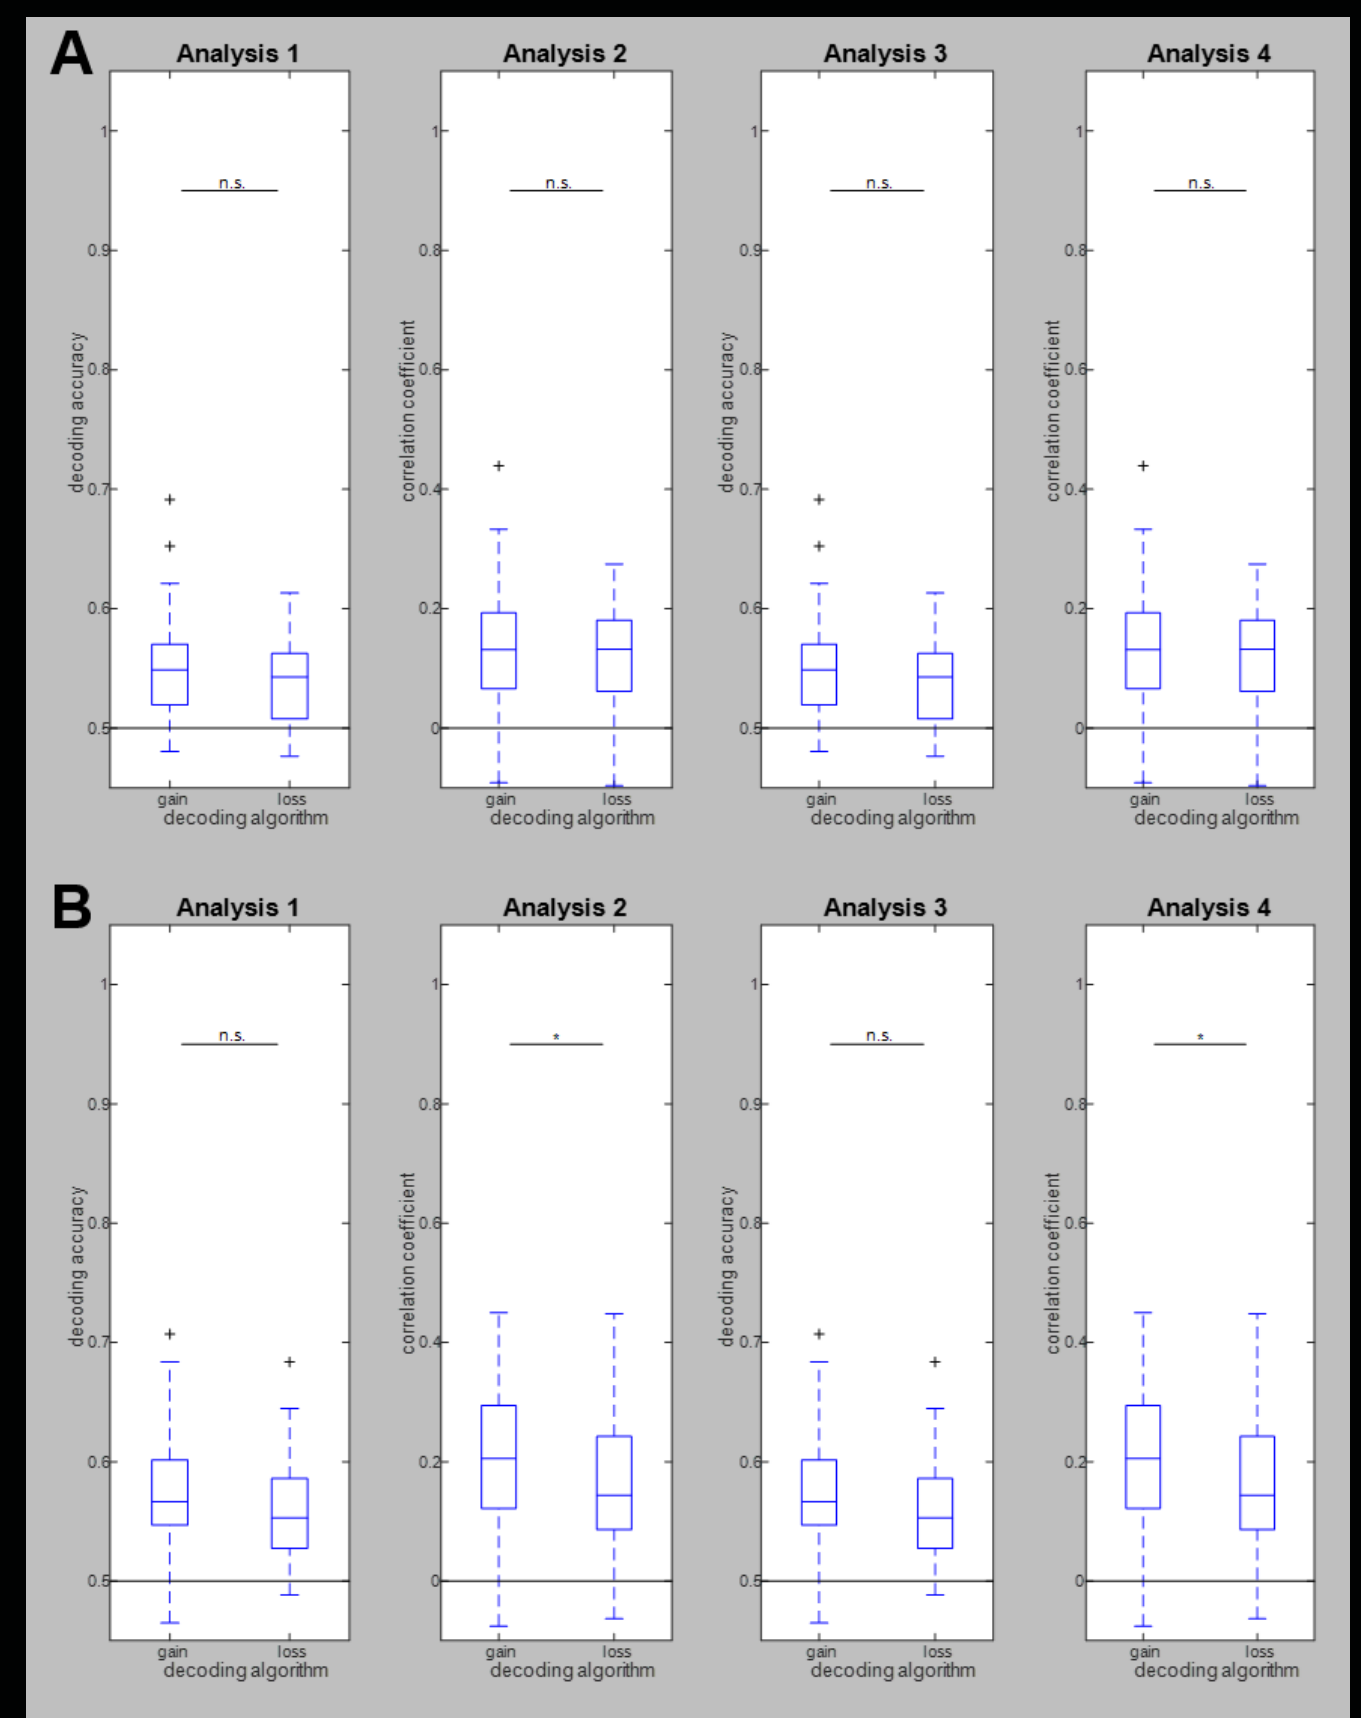 A
Analysis 1
Analysis 2
Analysis 3
Analysis 4
decoding accuracy
1
0.9
0.8
0.7
0.6
0.5
n.s.
gain
loss
decoding algorithm
correlation coefficient
1
0.8
0.6
0.4
0.2
0
n.s.
gain
loss
decoding algorithm
decoding accuracy
1
0.9
0.8
0.7
0.6
0.5
n.s.
gain
loss
decoding algorithm
correlation coefficient
1
0.8
0.6
0.4
0.2
0
n.s.
gain
loss
decoding algorithm
B
Analysis 1
Analysis 2
Analysis 3
Analysis 4
decoding accuracy
1
0.9
0.8
0.7
0.6
0.5
n.s.
gain
loss
decoding algorithm
correlation coefficient
1
0.8
0.6
0.4
0.2
0
*
gain
loss
decoding algorithm
decoding accuracy
1
0.9
0.8
0.7
0.6
0.5
n.s.
gain
loss
decoding algorithm
correlation coefficient
1
0.8
0.6
0.4
0.2
0
*
gain
loss
decoding algorithm